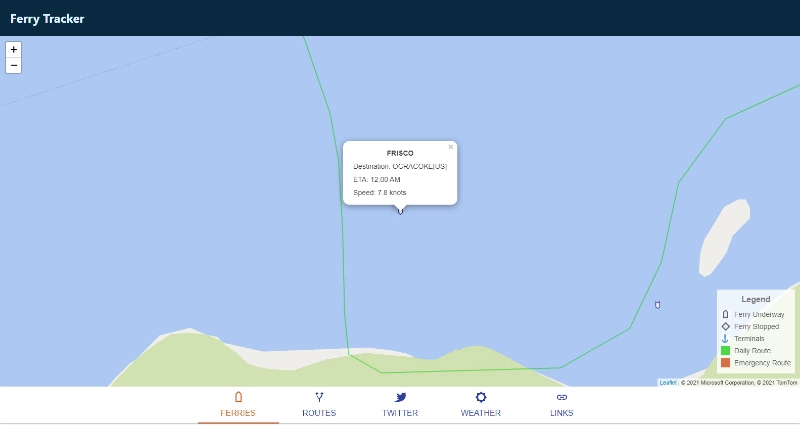 Ferry Tracker
+
−
×
FRISCO
Destination: OCRACOKE[US]
ETA: 12:00 AM
Speed: 7.8 knots
Legend
Ferry Underway
Ferry Stopped
Terminals
Daily Route
Emergency Route
Leaflet | © 2021 Microsoft Corporation, © 2021 TomTom
FERRIES ROUTES TWITTER WEATHER LINKS